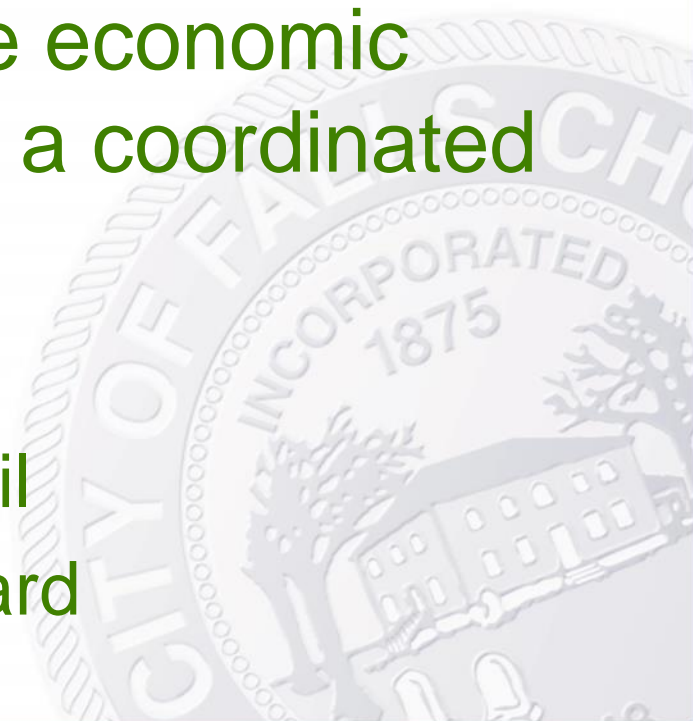 e economic
a coordinated
il
ard
CITY OF FALLS CH
INCORPORATED
1875